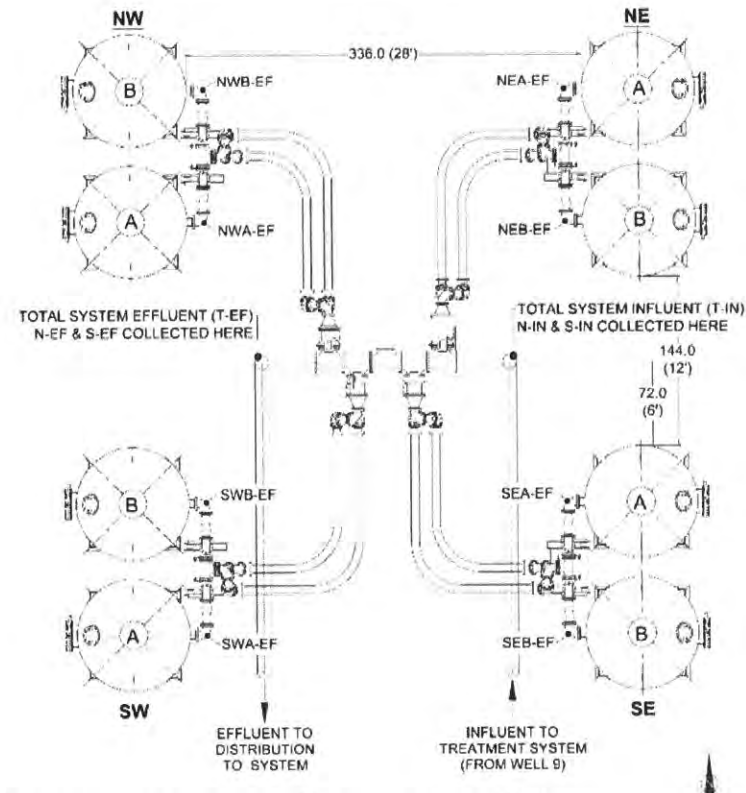 NW
NE
336.0 (28')
B
NWB-EF
NEA-EF
A
A
NWA-EF
NEB-EF
B
TOTAL SYSTEM EFFLUENT (T-EF)
N-EF & S-EF COLLECTED HERE
TOTAL SYSTEM INFLUENT (T-IN)
N-IN & S-IN COLLECTED HERE
144.0
(12')
72.0
(6')
B
SWB-EF
SEA-EF
A
A
SWA-EF
SEB-EF
B
SW
SE
EFFLUENT TO
DISTRIBUTION
TO SYSTEM
INFLUENT TO
TREATMENT SYSTEM
(FROM WELL 9)